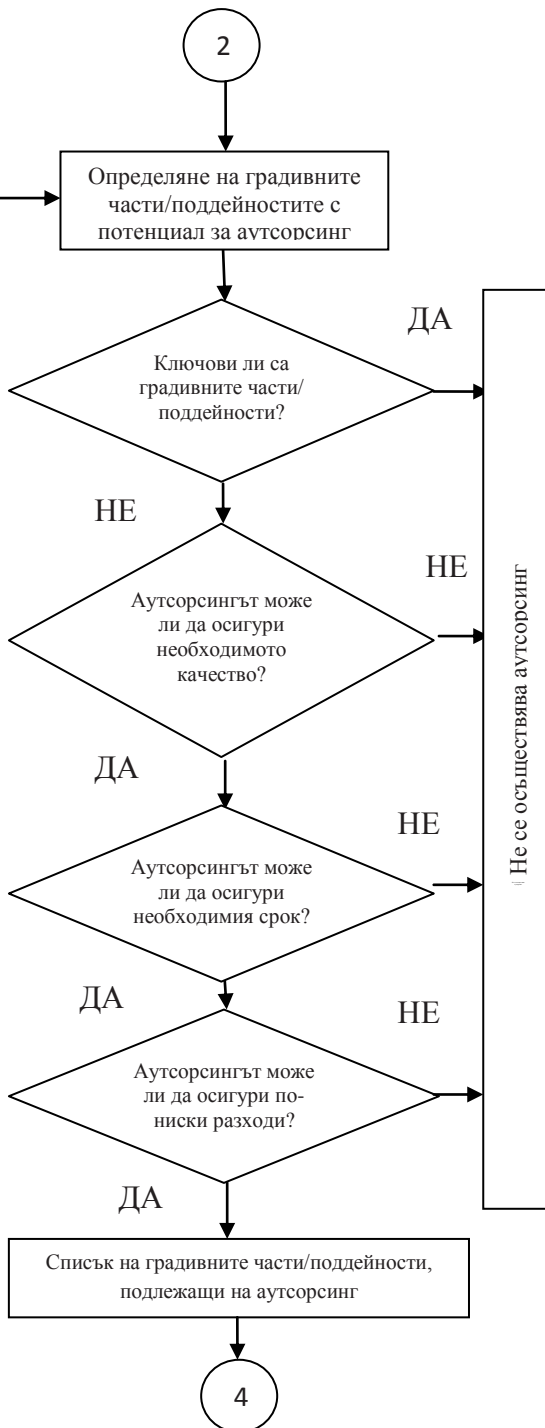 2
Определяне на градивните
части/поддейностите с
потенциал за аутсорсинг
ДА
Ключови ли са
градивните части/
поддейности?
НЕ
НЕ
Аутсорсингът може
ли да осигури
необходимото
качество?
Не се осъществява аутсорсинг
ДА
НЕ
Аутсорсингът може
ли да осигури
необходимия срок?
ДА
НЕ
Аутсорсингът може
ли да осигури по-
ниски разходи?
ДА
Списък на градивните части/поддейности,
подлежащи на аутсорсинг
4